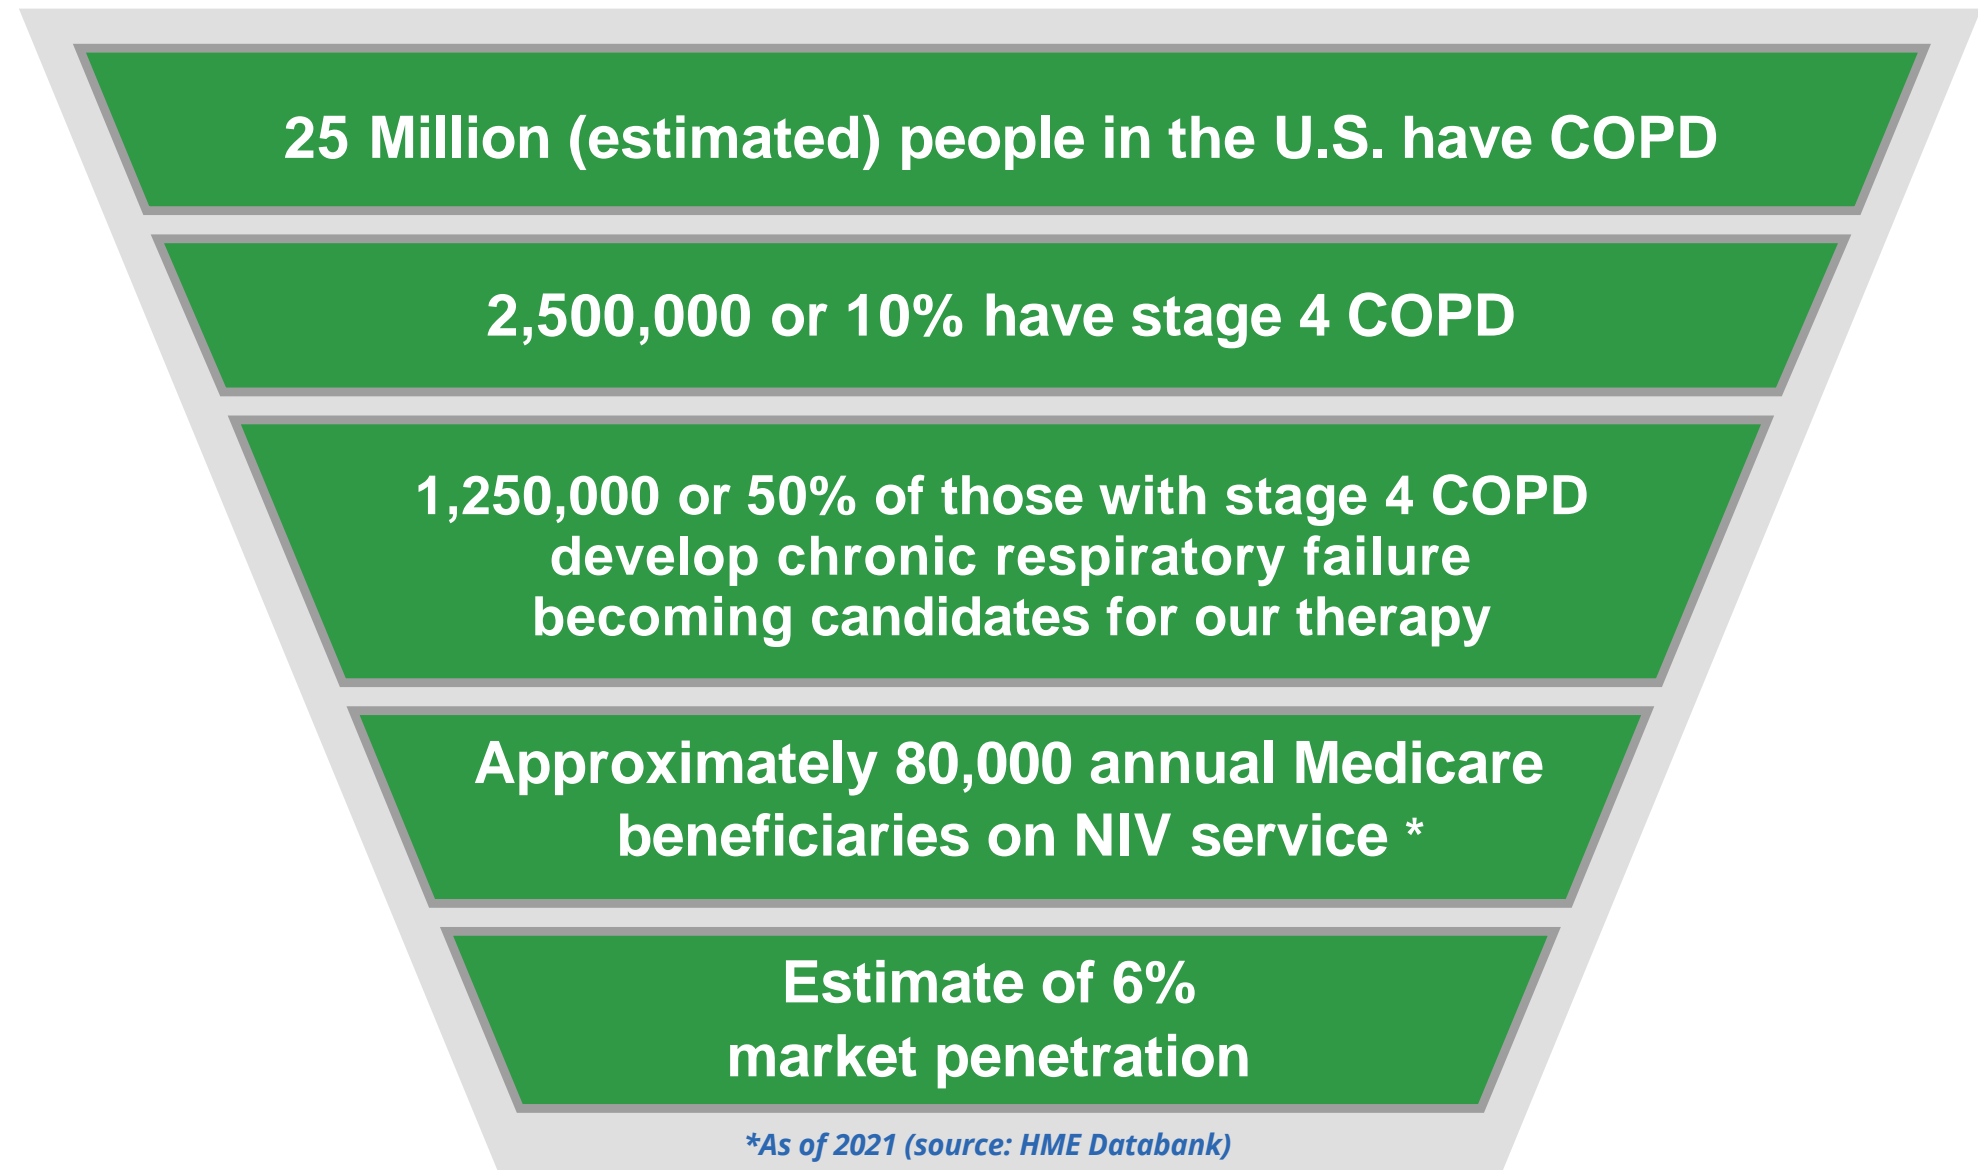 25 Million (estimated) people in the U.S. have COPD
2,500,000 or 10% have stage 4 COPD
1,250,000 or 50% of those with stage 4 COPD
develop chronic respiratory failure
becoming candidates for our therapy
Approximately 80,000 annual Medicare
beneficiaries on NIV service *
Estimate of 6%
market penetration
*As of 2021 (source: HME Databank)